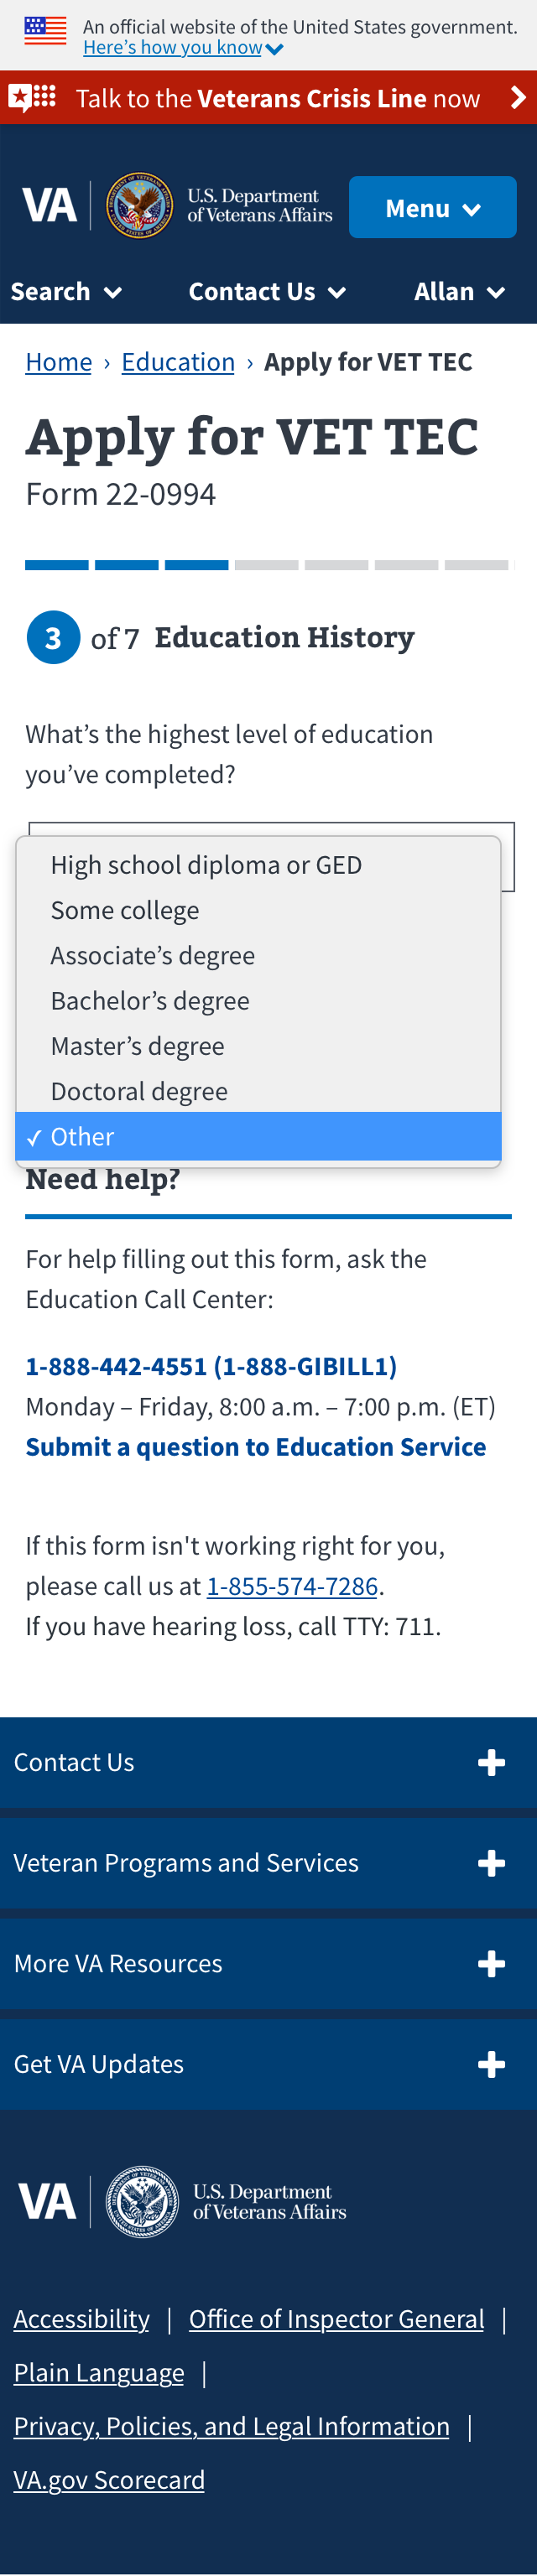 An official website of the United States government.
Here’s how you know
Talk to the Veterans Crisis Line now
VA
U.S. Department
of Veterans Affairs
Menu
Search
Contact Us
Allan
Home › Education › Apply for VET TEC
Apply for VET TEC
Form 22-0994
3 of 7 Education History
What’s the highest level of education
you’ve completed?
High school diploma or GED
Some college
Associate’s degree
Bachelor’s degree
Master’s degree
Doctoral degree
✓ Other
Need help?
For help filling out this form, ask the
Education Call Center:
1-888-442-4551 (1-888-GIBILL1)
Monday – Friday, 8:00 a.m. – 7:00 p.m. (ET)
Submit a question to Education Service
If this form isn't working right for you,
please call us at 1-855-574-7286.
If you have hearing loss, call TTY: 711.
Contact Us
Veteran Programs and Services
More VA Resources
Get VA Updates
VA
U.S. Department
of Veterans Affairs
Accessibility | Office of Inspector General |
Plain Language |
Privacy, Policies, and Legal Information |
VA.gov Scorecard